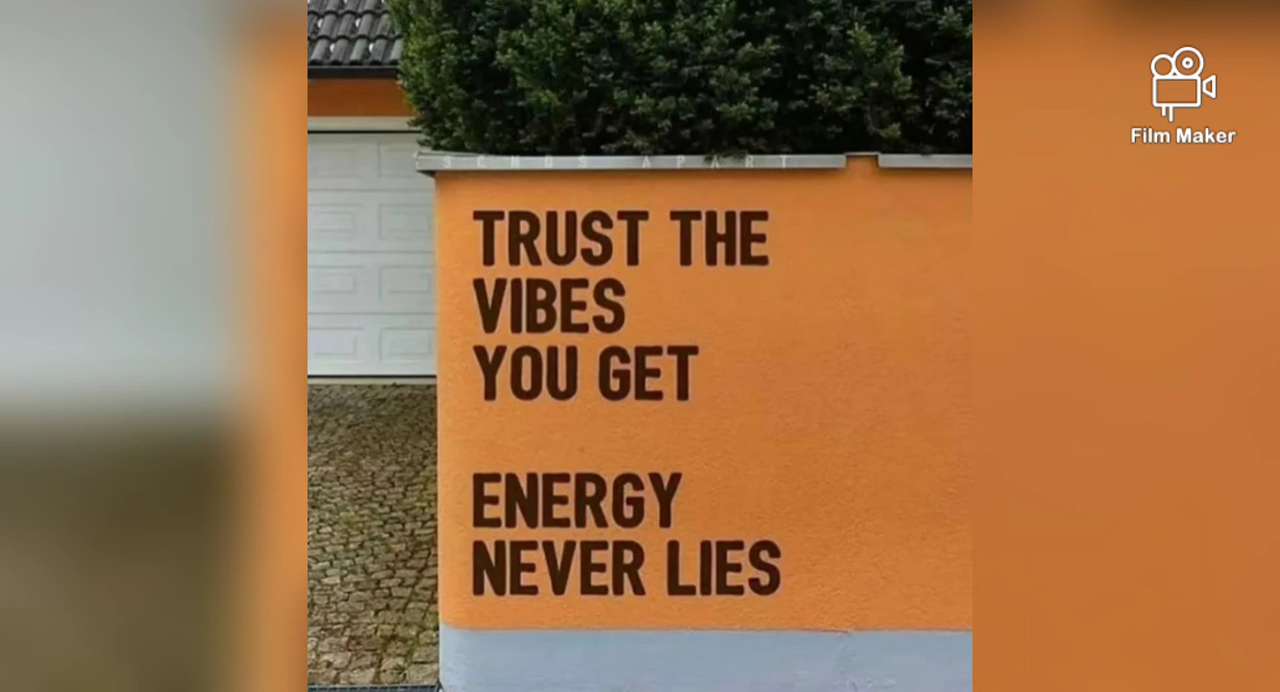 Film Maker
TRUST THE
VIBES
YOU GET
ENERGY
NEVER LIES